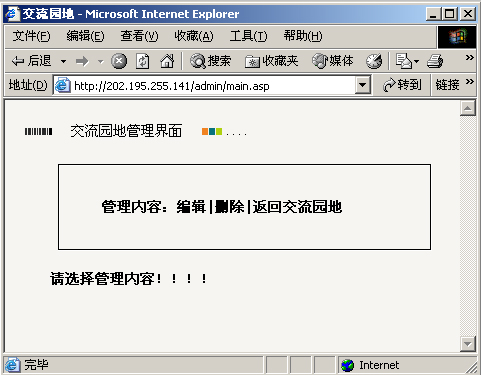 交流园地 - Microsoft Internet Explorer
文件(F) 编辑(E) 查看(V) 收藏(A) 工具(T) 帮助(H)
后退 搜索 收藏夹 媒体 »
地址(D) http://202.195.255.141/admin/main.asp 转到 链接 »
交流园地管理界面 ....
管理内容：编辑|删除|返回交流园地
请选择管理内容！！！！
完毕 Internet